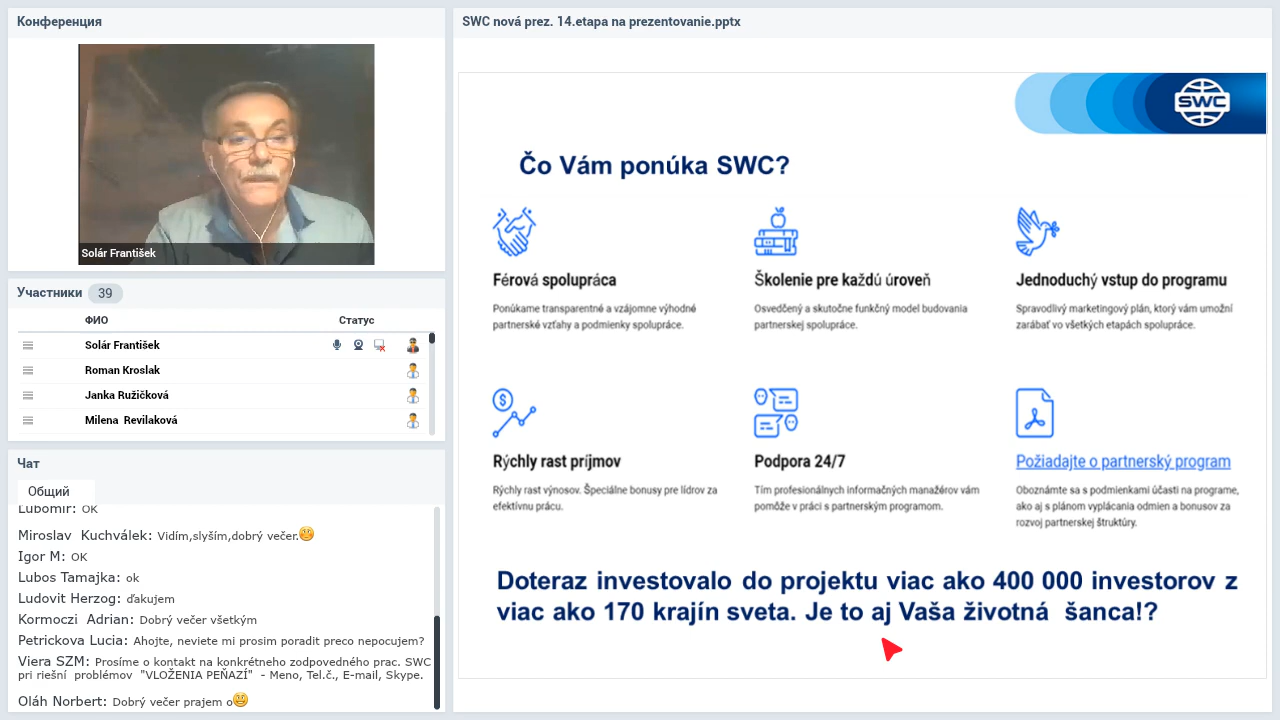 Конференция
Solár František
Участники 39
ФИО Статус
Solár František
Roman Kroslak
Janka Ružičková
Milena Revilaková
Чат
Общий
Lubomir: OK
Miroslav Kuchválek: Vidím,slyším,dobrý večer.
Igor M: OK
Lubos Tamajka: ok
Ludovit Herzog: ďakujem
Kormoczi Adrian: Dobrý večer všetkým
Petrickova Lucia: Ahojte, neviete mi prosim poradit preco nepocujem?
Viera SZM: Prosíme o kontakt na konkrétneho zodpovedného prac. SWC
pri riešní problémov "VLOŽENIA PEŇAZÍ" - Meno, Tel.č., E-mail, Skype.
Oláh Norbert: Dobrý večer prajem o
SWC nová prez. 14.etapa na prezentovanie.pptx
SWC
Čo Vám ponúka SWC?
Férová spolupráca
Ponúkame transparentné a vzájomne výhodné
partnerské vzťahy a podmienky spolupráce.
Školenie pre každú úroveň
Osvedčený a skutočne funkčný model budovania
partnerskej spolupráce.
Jednoduchý vstup do programu
Spravodlivý marketingový plán, ktorý vám umožní
zarábať vo všetkých etapách spolupráce.
Rýchly rast príjmov
Rýchly rast výnosov. Špeciálne bonusy pre lídrov za
efektívnu prácu.
Podpora 24/7
Tím profesionálnych informačných manažérov vám
pomôže v práci s partnerským programom.
Požiadajte o partnerský program
Oboznámte sa s podmienkami účasti na programe,
ako aj s plánom vyplácania odmien a bonusov za
rozvoj partnerskej štruktúry.
Doteraz investovalo do projektu viac ako 400 000 investorov z
viac ako 170 krajín sveta. Je to aj Vaša životná šanca!?